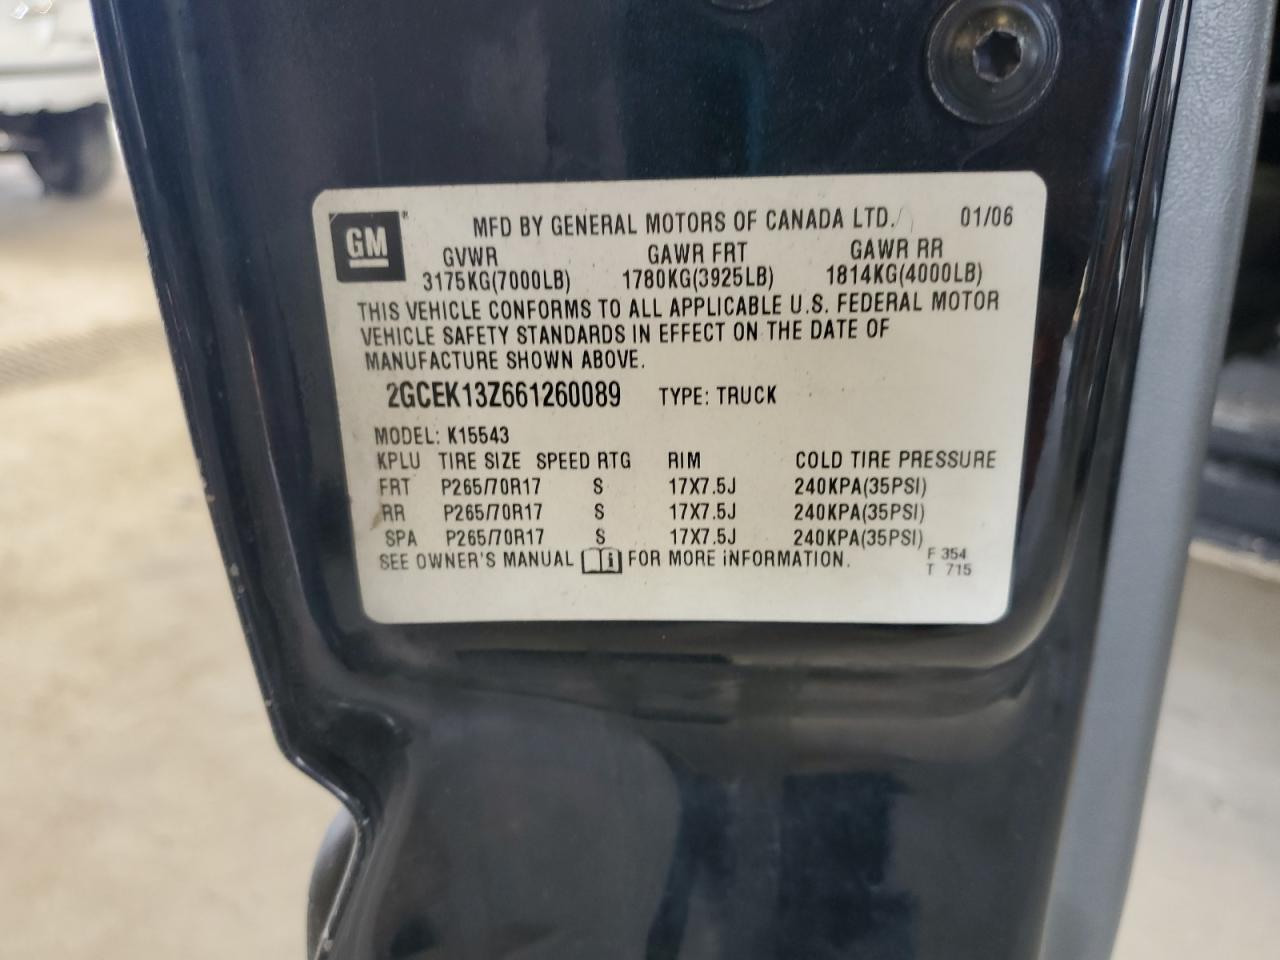 GM
MFD BY GENERAL MOTORS OF CANADA LTD. 01/06
GVWR GAWR FRT GAWR RR
3175KG(7000LB) 1780KG(3925LB) 1814KG(4000LB)
THIS VEHICLE CONFORMS TO ALL APPLICABLE U.S. FEDERAL MOTOR
VEHICLE SAFETY STANDARDS IN EFFECT ON THE DATE OF
MANUFACTURE SHOWN ABOVE.
2GCEK13Z661260089 TYPE: TRUCK
MODEL: K15543
KPLU TIRE SIZE SPEED RTG RIM COLD TIRE PRESSURE
FRT P265/70R17 S 17X7.5J 240KPA(35PSI)
RR P265/70R17 S 17X7.5J 240KPA(35PSI)
SPA P265/70R17 S 17X7.5J 240KPA(35PSI)
SEE OWNER'S MANUAL i FOR MORE INFORMATION.
F 354
T 715